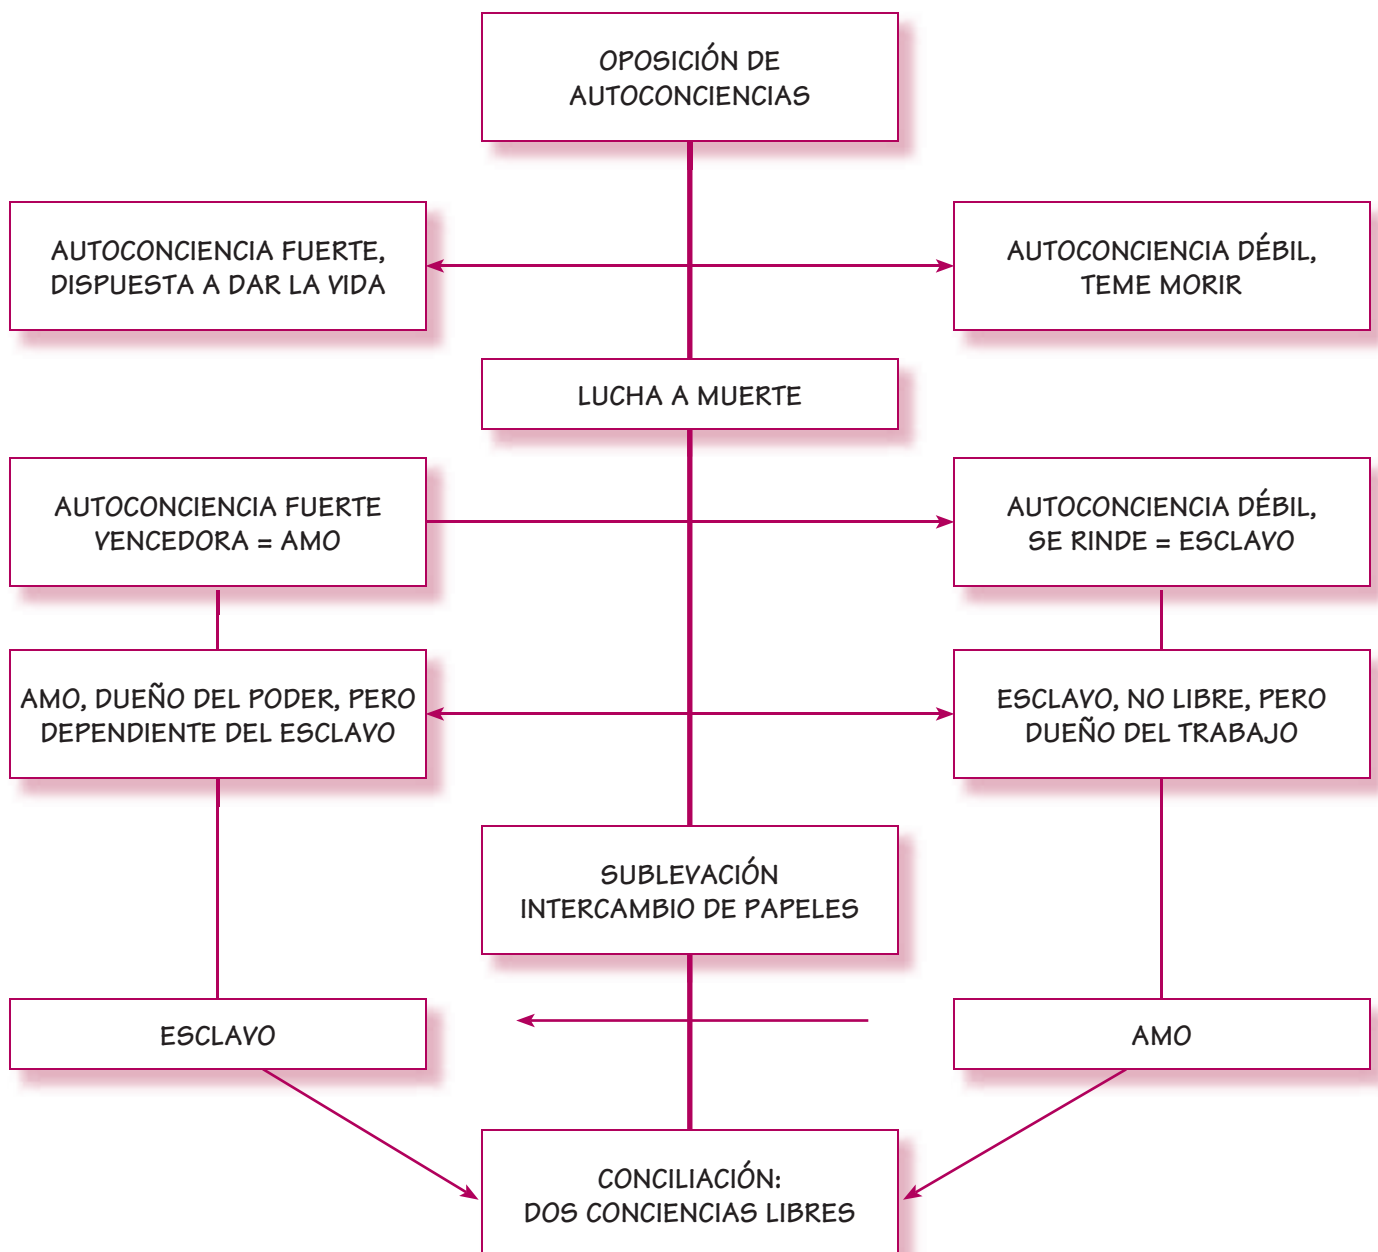 OPOSICIÓN DE
AUTOCONCIENCIAS
AUTOCONCIENCIA FUERTE,
DISPUESTA A DAR LA VIDA
AUTOCONCIENCIA DÉBIL,
TEME MORIR
LUCHA A MUERTE
AUTOCONCIENCIA FUERTE
VENCEDORA = AMO
AUTOCONCIENCIA DÉBIL,
SE RINDE = ESCLAVO
AMO, DUEÑO DEL PODER, PERO
DEPENDIENTE DEL ESCLAVO
ESCLAVO, NO LIBRE, PERO
DUEÑO DEL TRABAJO
SUBLEVACIÓN
INTERCAMBIO DE PAPELES
ESCLAVO
AMO
CONCILIACIÓN:
DOS CONCIENCIAS LIBRES